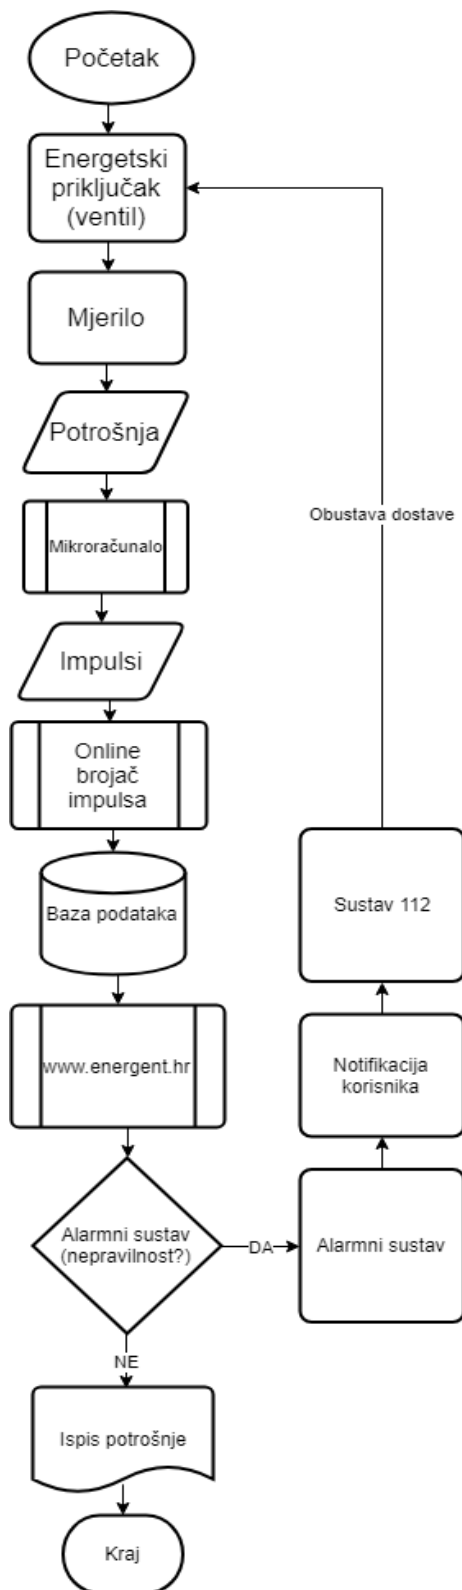 Početak
Energetski
priključak
(ventil)
Mjerilo
Potrošnja
Mikroračunalo
Impulsi
Online
brojač
impulsa
Baza podataka
www.energent.hr
Alarmni sustav
(nepravilnost?)
DA
Alarmni sustav
Notifikacija
korisnika
Sustav 112
Obustava dostave
NE
Ispis potrošnje
Kraj